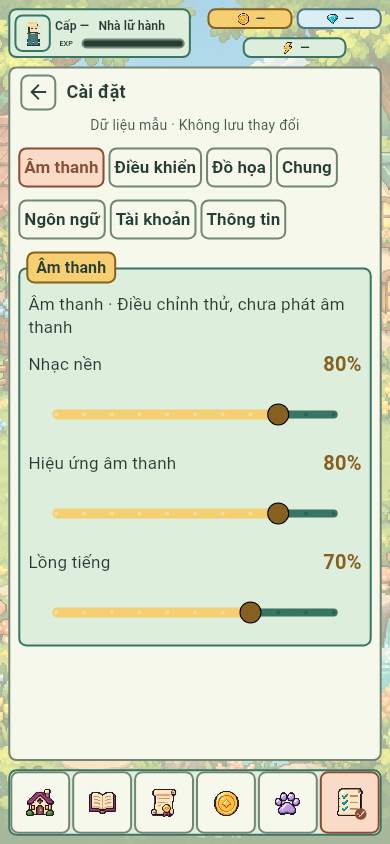 Cấp — Nhà lữ hành
EXP
—
—
—
Cài đặt
Dữ liệu mẫu · Không lưu thay đổi
Âm thanh Điều khiển Đồ họa Chung
Ngôn ngữ Tài khoản Thông tin
Âm thanh
Âm thanh · Điều chỉnh thử, chưa phát âm
thanh
Nhạc nền 80%
Hiệu ứng âm thanh 80%
Lồng tiếng 70%